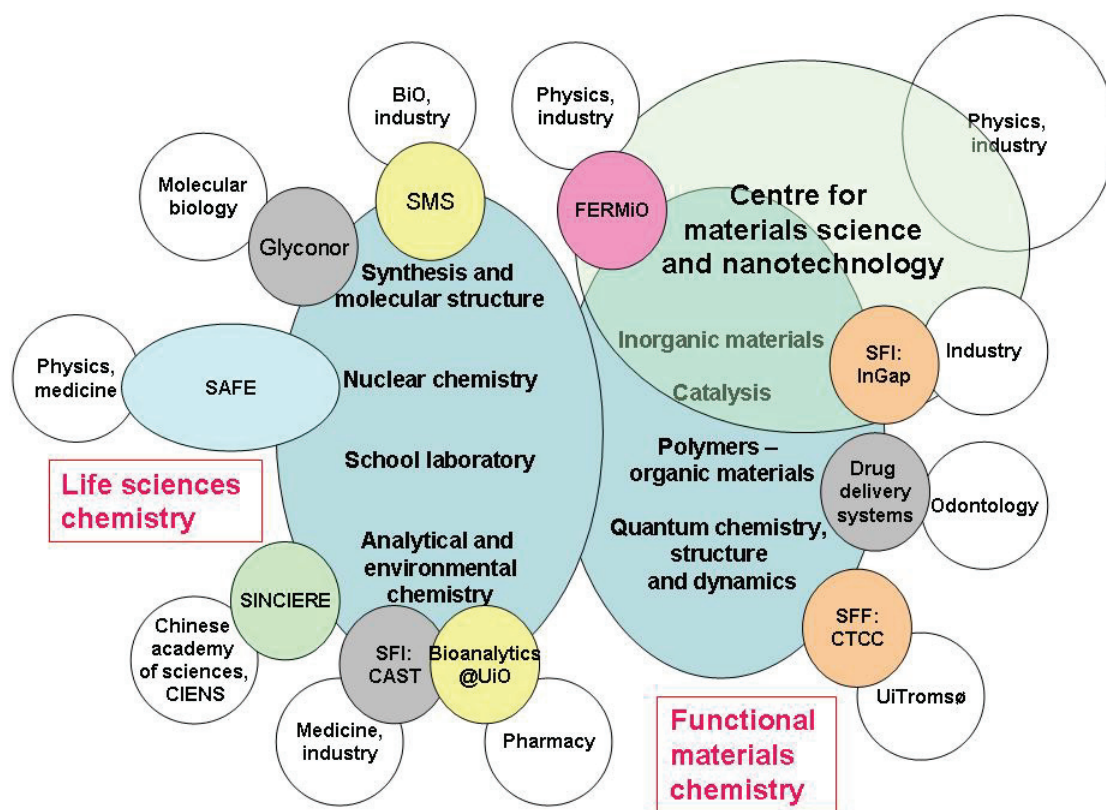 BiO,
industry
Physics,
industry
Physics,
industry
Molecular
biology
SMS
FERMiO
Centre for
materials science
and nanotechnology
Glyconor
Synthesis and
molecular structure
Inorganic materials
SFI:
InGap
Industry
Physics,
medicine
SAFE
Nuclear chemistry
Catalysis
School laboratory
Polymers –
organic materials
Drug
delivery
systems
Odontology
Life sciences
chemistry
Analytical and
environmental
chemistry
Quantum chemistry,
structure
and dynamics
SINCIERE
SFF:
CTCC
Chinese
academy
of sciences,
CIENS
SFI:
CAST
Bioanalytics
@UiO
UiTromsø
Medicine,
industry
Pharmacy
Functional
materials
chemistry